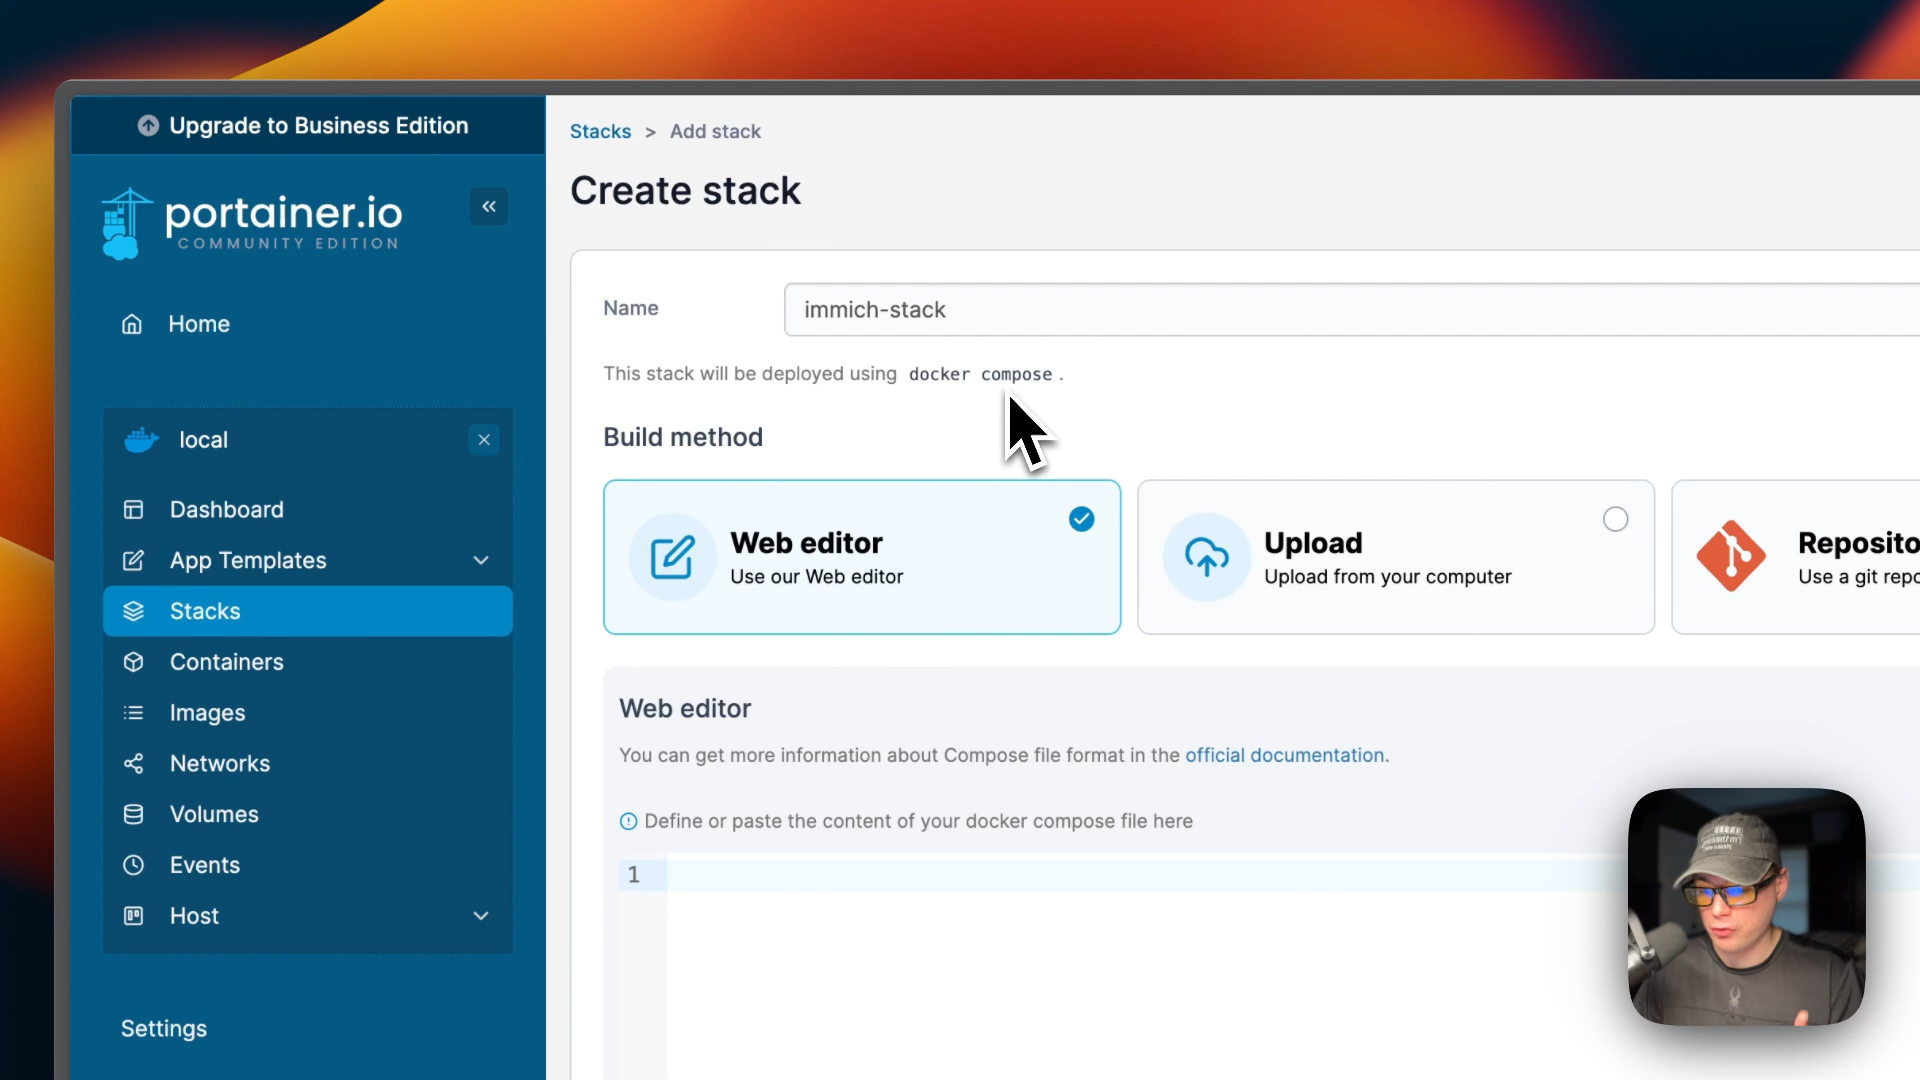 Upgrade to Business Edition
portainer.io
COMMUNITY EDITION
Home
local
Dashboard
App Templates
Stacks
Containers
Images
Networks
Volumes
Events
Host
Settings
Stacks > Add stack
Create stack
Name
immich-stack
This stack will be deployed using docker compose.
Build method
Web editor
Use our Web editor
Upload
Upload from your computer
Reposito
Use a git repo
Web editor
You can get more information about Compose file format in the official documentation.
Define or paste the content of your docker compose file here
1